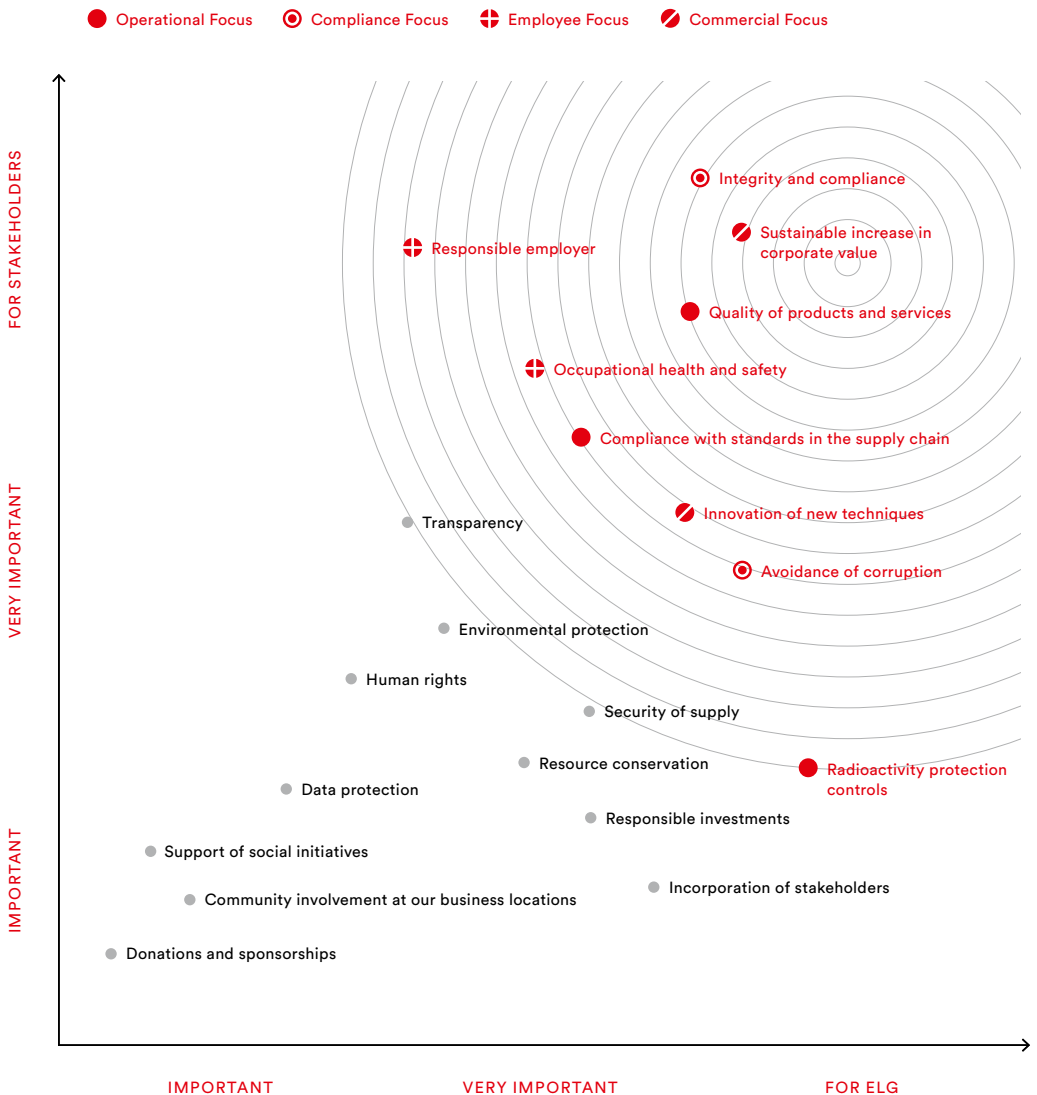 Operational Focus
Compliance Focus
Employee Focus
Commercial Focus
FOR STAKEHOLDERS
VERY IMPORTANT
IMPORTANT
Integrity and compliance
Sustainable increase in
corporate value
Responsible employer
Quality of products and services
Occupational health and safety
Compliance with standards in the supply chain
Innovation of new techniques
Transparency
Avoidance of corruption
Environmental protection
Human rights
Security of supply
Resource conservation
Radioactivity protection
controls
Data protection
Responsible investments
Support of social initiatives
Incorporation of stakeholders
Community involvement at our business locations
Donations and sponsorships
IMPORTANT
VERY IMPORTANT
FOR ELG